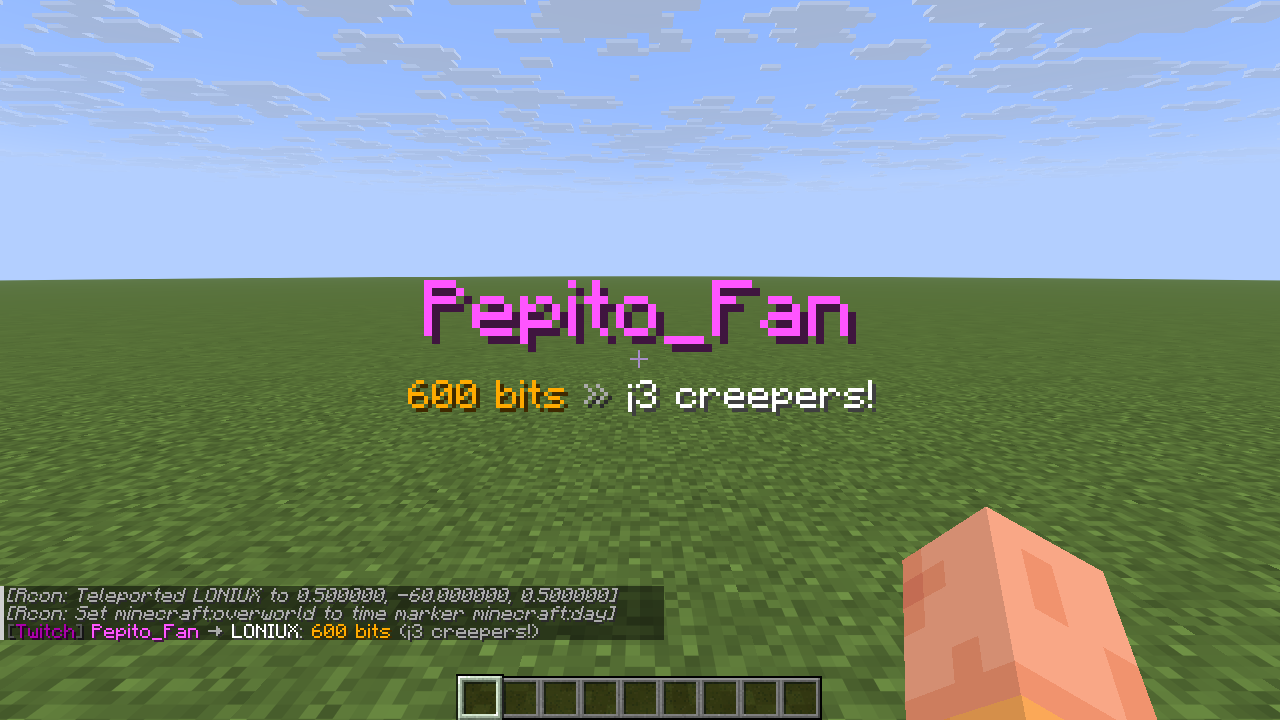 Pepito_Fan
600 bits » ¡3 creepers!
[Rcon: Teleported LONIUX to 0.500000, -60.000000, 0.500000]
[Rcon: Set minecraft:overworld to time marker minecraft:day]
[Twitch] Pepito_Fan → LONIUX: 600 bits (¡3 creepers!)